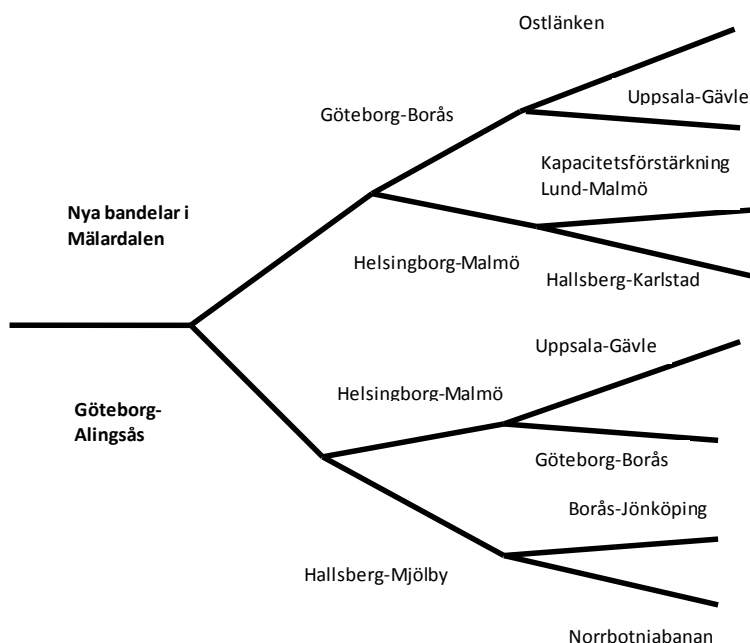 Ostlänken
Uppsala-Gävle
Göteborg-Borås
Kapacitetsförstärkning
Lund-Malmö
Nya bandelar i
Mälardalen
Helsingborg-Malmö
Hallsberg-Karlstad
Uppsala-Gävle
Helsingborg-Malmö
Göteborg-
Alingsås
Göteborg-Borås
Borås-Jönköping
Hallsberg-Mjölby
Norrbotniabanan